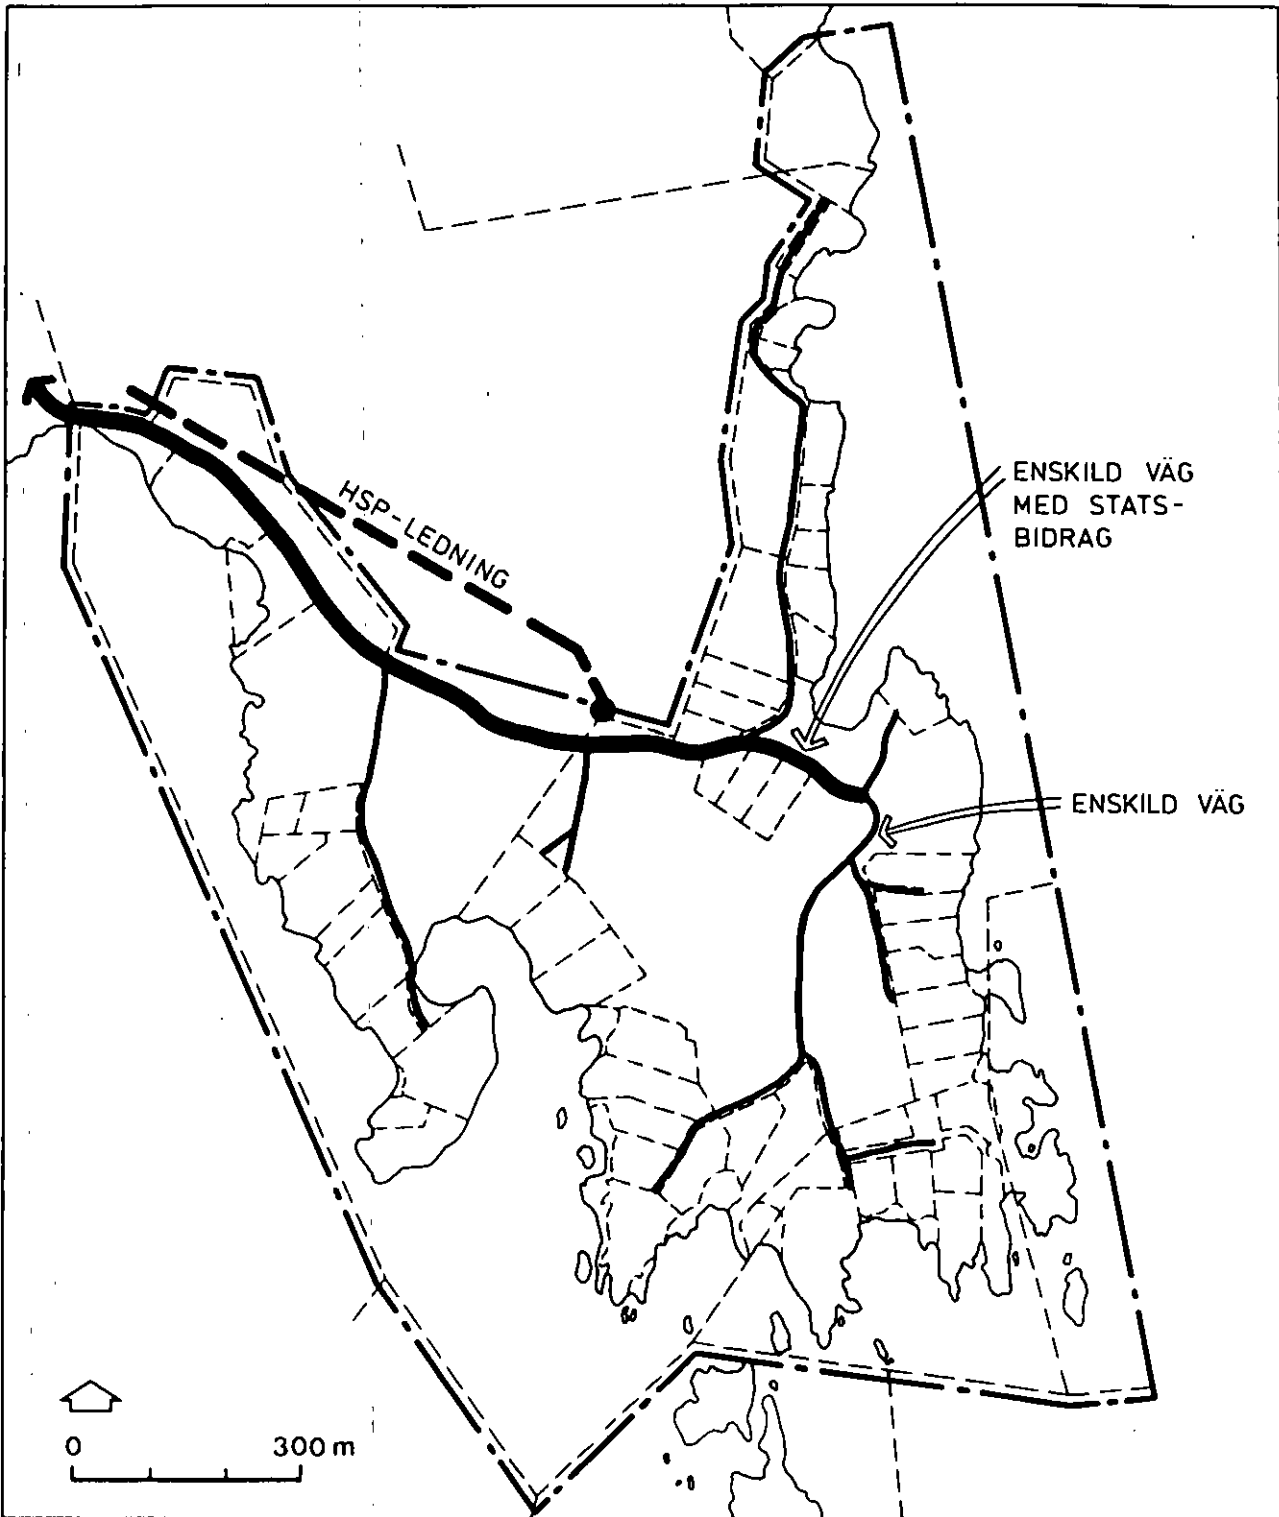 HSP-LEDNING
ENSKILD VÄG
MED STATS-
BIDRAG
ENSKILD VÄG
0 300 m